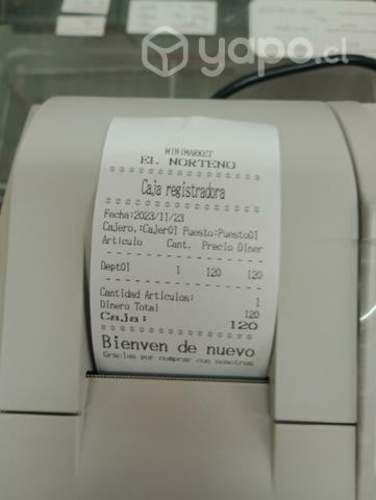 yapo.cl
MINIMARKET
EL NORTENO
Caja registradora
Fecha:2023/11/23
Cajero.:Cajer01 Puesto:Puesto01
Articulo Cant. Precio Diner
Dept01 1 120 120
Cantidad Articulos: 1
Dinero Total 120
Caja: 120
Bienven de nuevo
Gracias por comprar con nosotros